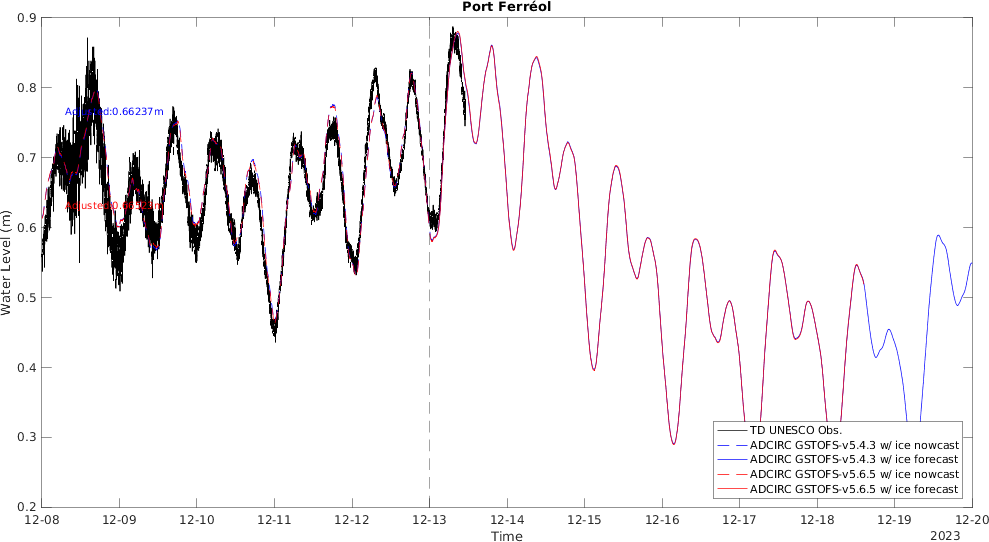 Port Ferréol
Water Level (m)
0.9
0.8
0.7
0.6
0.5
0.4
0.3
0.2
Adjusted:0.66237m
TD UNESCO Obs.
ADCIRC GSTOFS-v5.4.3 w/ ice nowcast
ADCIRC GSTOFS-v5.4.3 w/ ice forecast
ADCIRC GSTOFS-v5.6.5 w/ ice nowcast
ADCIRC GSTOFS-v5.6.5 w/ ice forecast
12-08 12-09 12-10 12-11 12-12 12-13 12-14 12-15 12-16 12-17 12-18 12-19 12-20
Time
2023